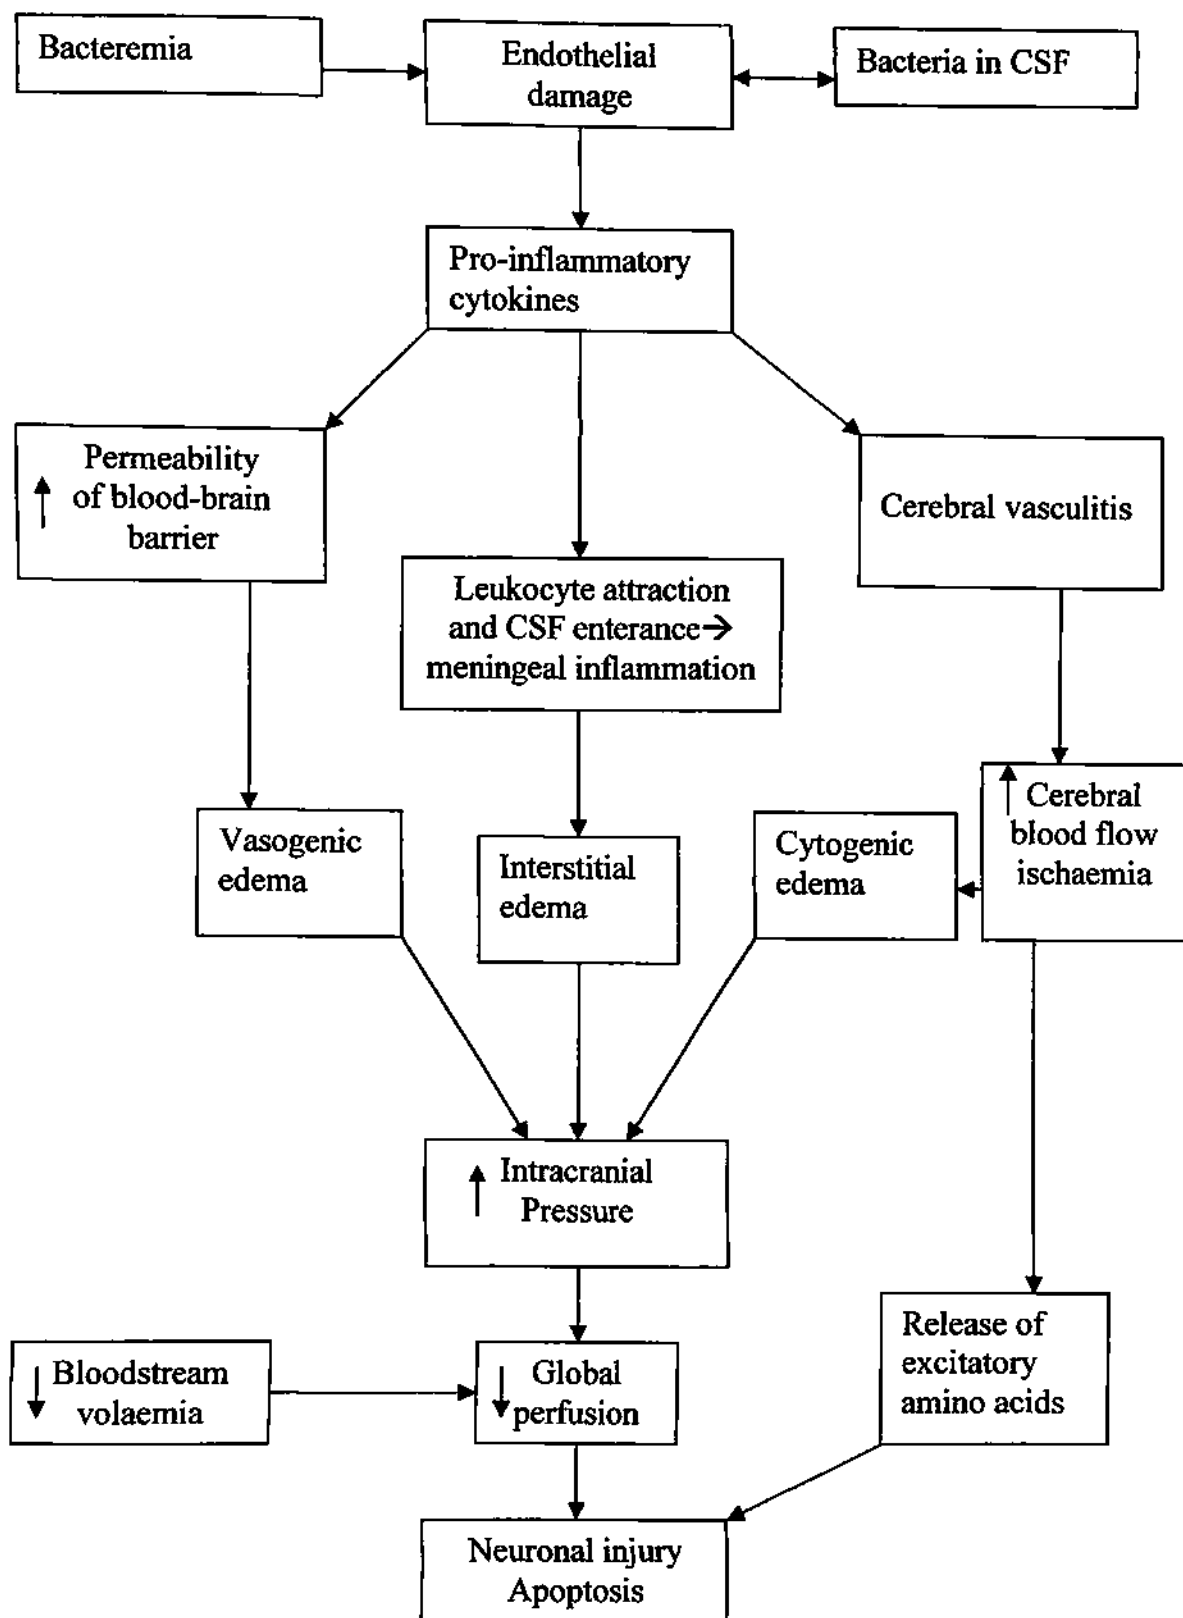 Bacteremia
Endothelial
damage
Bacteria in CSF
Pro-inflammatory
cytokines
↑ Permeability
of blood-brain
barrier
Leukocyte attraction
and CSF enterance→
meningeal inflammation
Cerebral vasculitis
Vasogenic
edema
Interstitial
edema
Cytogenic
edema
↑ Cerebral
blood flow
ischaemia
↑ Intracranial
Pressure
↓ Bloodstream
volaemia
↓ Global
perfusion
Release of
excitatory
amino acids
Neuronal injury
Apoptosis